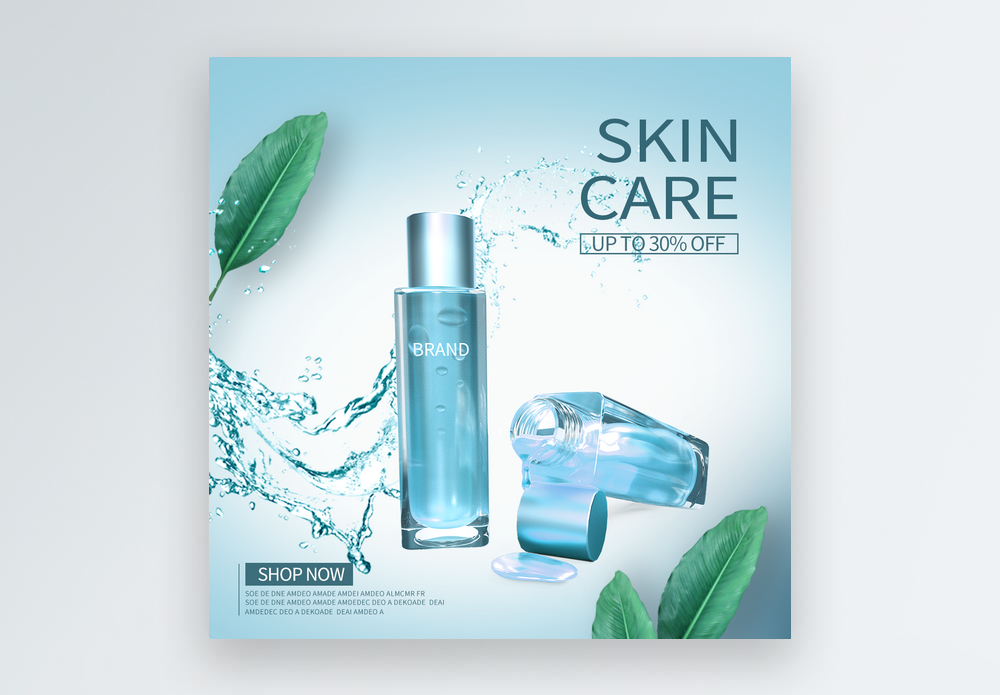 SKIN
CARE
UP TO 30% OFF
BRAND
SHOP NOW
SOE DE DNE AMDEO AMADE AMDEI AMDEO ALMCMR FR
SOE DE DNE AMDEO AMADE AMDEDEC DEO A DEKOADE DEAI
AMDEDEC DEO A DEKOADE DEAI AMDEO A